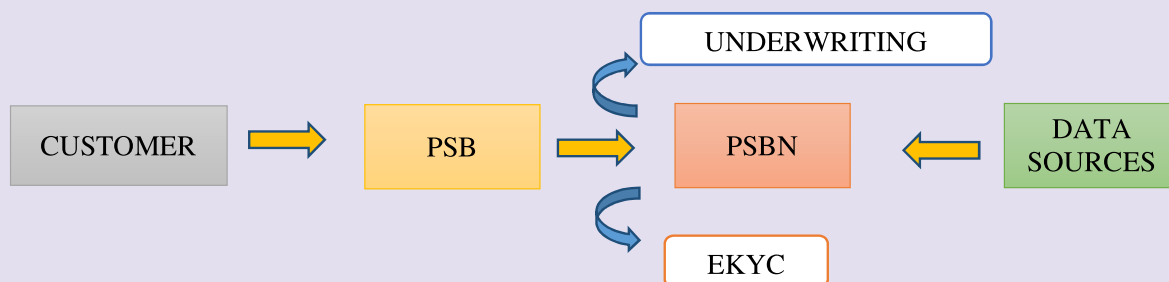 UNDERWRITING
CUSTOMER
PSB
PSBN
DATA
SOURCES
EKYC